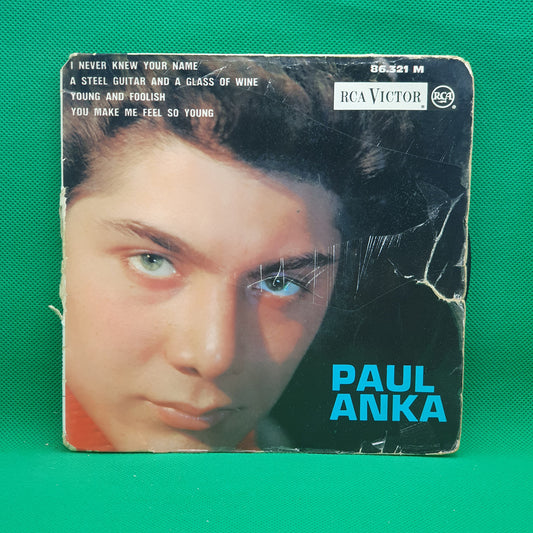 I NEVER KNEW YOUR NAME
A STEEL GUITAR AND A GLASS OF WINE
YOUNG AND FOOLISH
YOU MAKE ME FEEL SO YOUNG
86.321 M
RCA VICTOR
RCA
PAUL
ANKA